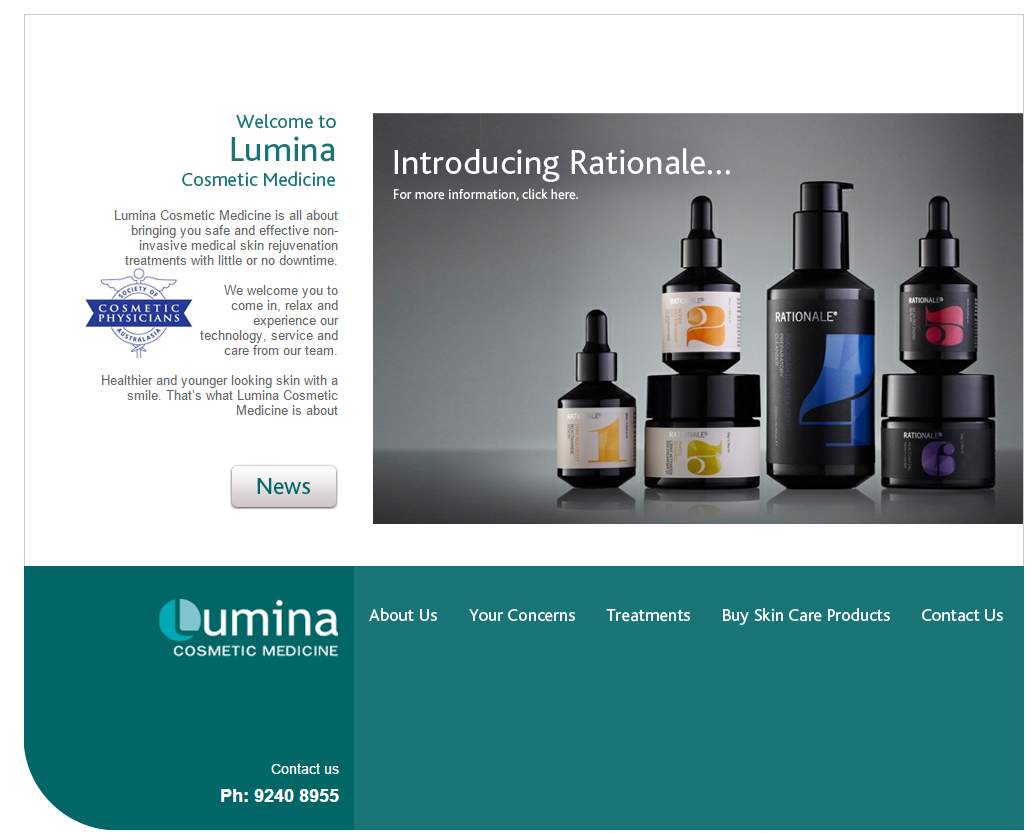 Welcome to
Lumina
Cosmetic Medicine
Lumina Cosmetic Medicine is all about
bringing you safe and effective non-
invasive medical skin rejuvenation
treatments with little or no downtime.
SOCIETY OF
COSMETIC
PHYSICIANS
AUSTRALASIA
We welcome you to
come in, relax and
experience our
technology, service and
care from our team.
Healthier and younger looking skin with a
smile. That's what Lumina Cosmetic
Medicine is about
News
Introducing Rationale...
For more information, click here.
RATIONALE®
2
RATIONALE®
PREPARATORY
CLEANSER
1
RATIONALE®
5
RATIONALE®
1
RATIONALE®
RATIONALE®
6
Lumina
COSMETIC MEDICINE
About Us
Your Concerns
Treatments
Buy Skin Care Products
Contact Us
Contact us
Ph: 9240 8955